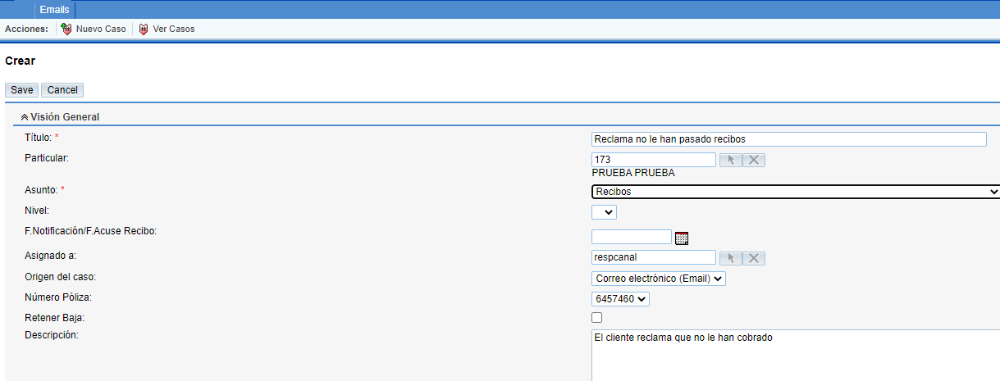 Emails
Acciones: Nuevo Caso Ver Casos
Crear
Save Cancel
Visión General
Título: * Reclama no le han pasado recibos
Particular: 173
PRUEBA PRUEBA
Asunto: * Recibos
Nivel:
F.Notificación/F.Acuse Recibo:
Asignado a: respcanal
Origen del caso: Correo electrónico (Email)
Número Póliza: 6457460
Retener Baja:
Descripción: El cliente reclama que no le han cobrado